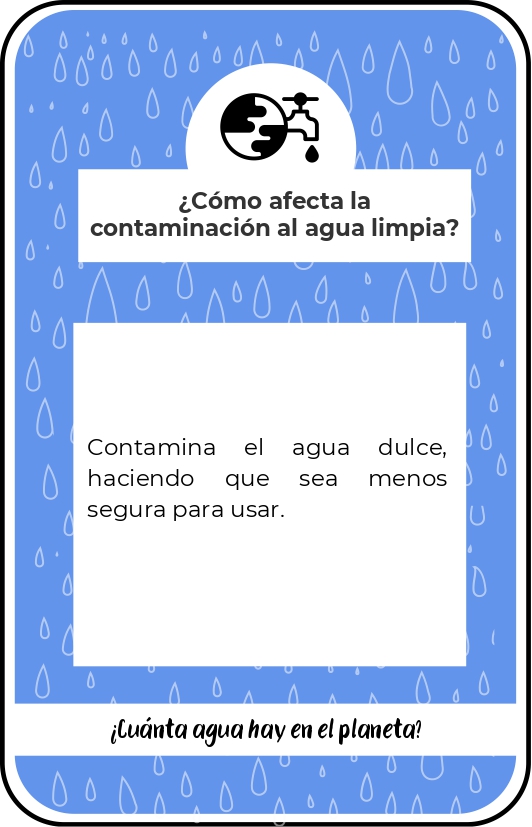 ¿Cómo afecta la
contaminación al agua limpia?
Contamina el agua dulce,
haciendo que sea menos
segura para usar.
¿Cuánta agua hay en el planeta?